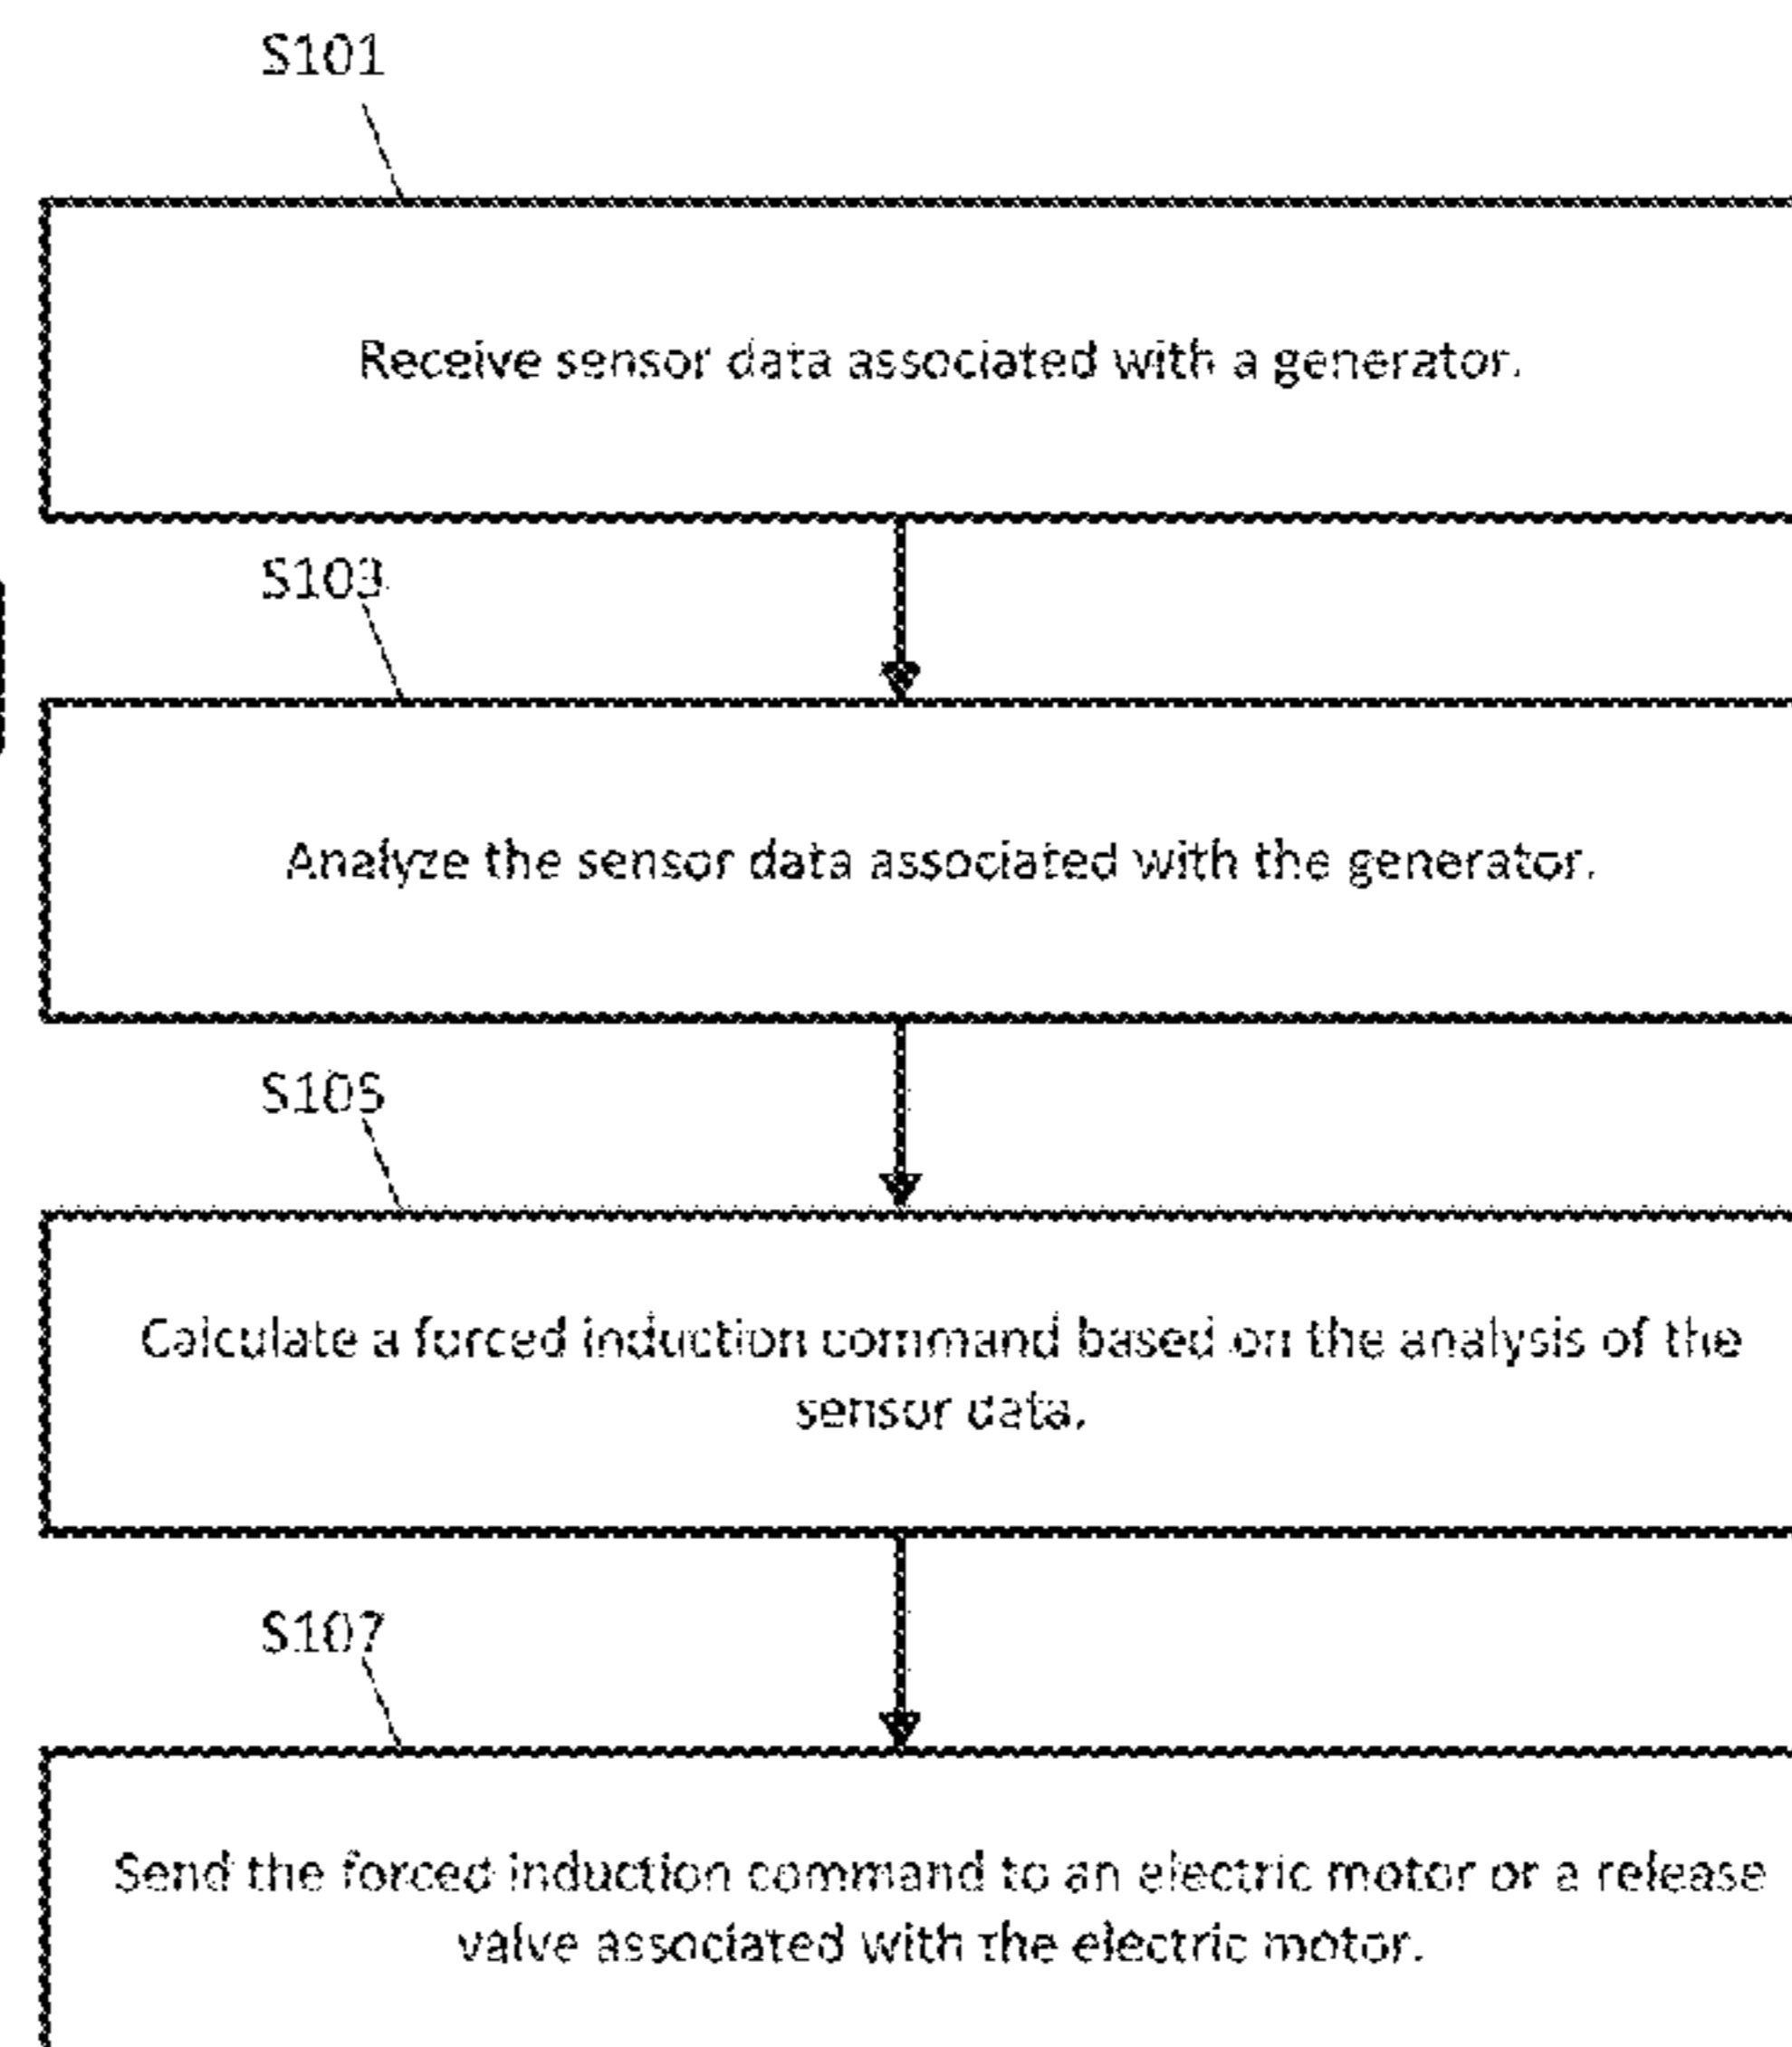 S101
Receive sensor data associated with a generator.
S103
Analyze the sensor data associated with the generator.
S105
Calculate a forced induction command based on the analysis of the
sensor data.
S107
Send the forced induction command to an electric motor or a release
valve associated with the electric motor.